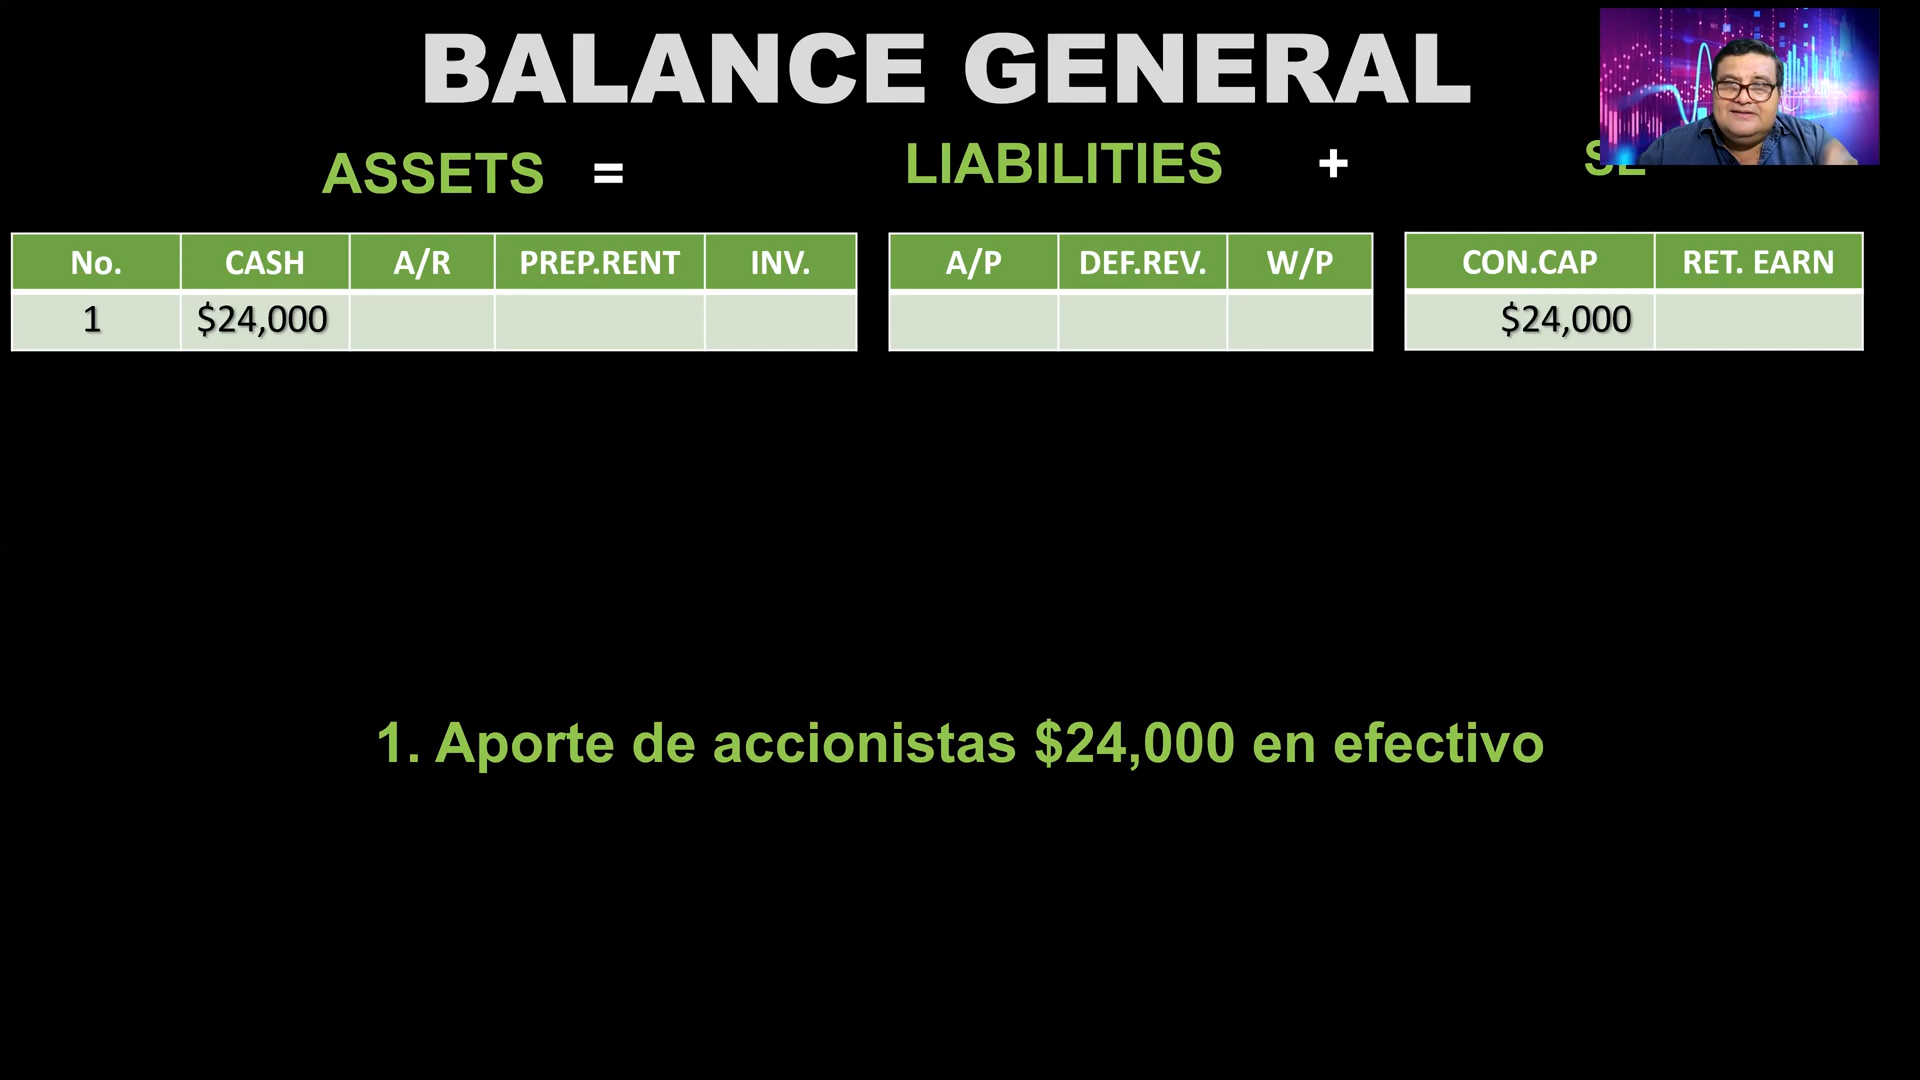 BALANCE GENERAL
ASSETS = LIABILITIES + SE
No. CASH A/R PREP.RENT INV. A/P DEF.REV. W/P CON.CAP RET. EARN
1 $24,000 $24,000
1. Aporte de accionistas $24,000 en efectivo